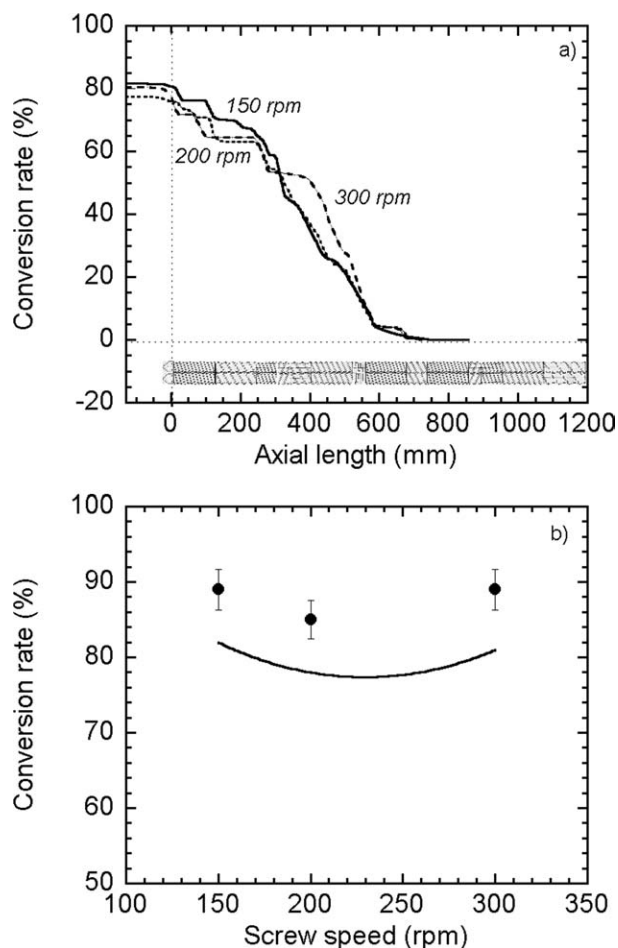 100
80
60
40
20
0
-20
Conversion rate (%)
a)
150 rpm
200 rpm
300 rpm
0 200 400 600 800 1000 1200
Axial length (mm)
100
90
80
70
60
50
Conversion rate (%)
b)
100 150 200 250 300 350
Screw speed (rpm)